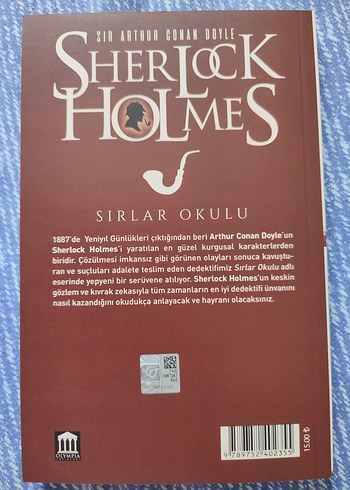 SIR ARTHUR CONAN DOYLE
SHERLOCK
HOLMES
SIRLAR OKULU
1887'de Yeniyıl Günlükleri çıktığından beri Arthur Conan Doyle'un
Sherlock Holmes'i yaratılan en güzel kurgusal karakterlerden
biridir. Çözülmesi imkansız gibi görünen olayları sonuca kavuştu-
ran ve suçluları adalete teslim eden dedektifimiz Sırlar Okulu adlı
eserinde yepyeni bir serüvene atılıyor. Sherlock Holmes'un keskin
gözlem ve kıvrak zekasıyla tüm zamanların en iyi dedektifi ünvanını
nasıl kazandığını okudukça anlayacak ve hayranı olacaksınız.
OLYMPIA
9 789752 402355
15.00 ₺